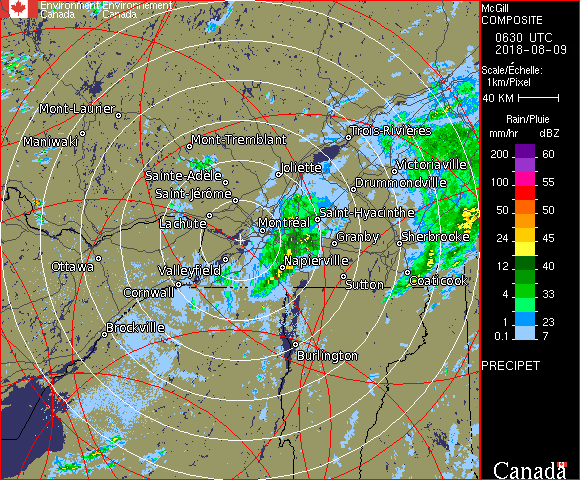 Environment Environnement
Canada Canada
McGill
COMPOSITE
0630 UTC
2018-08-09
Scale/Échelle:
1km/Pixel
40 KM
Rain/Pluie
mm/hr dBZ
200 60
100 55
50 50
24 45
12 40
4 33
1 23
0.1 7
PRECIPET
Canada
Mont-Laurier
Maniwaki
Mont-Tremblant
Trois-Rivières
Joliette
Victoriaville
Sainte-Adèle
Drummondville
Saint-Jérôme
Lachute
Saint-Hyacinthe
Montréal
Granby
Sherbrooke
Ottawa
Valleyfield
Napierville
Coaticook
Cornwall
Sutton
Brockville
Burlington